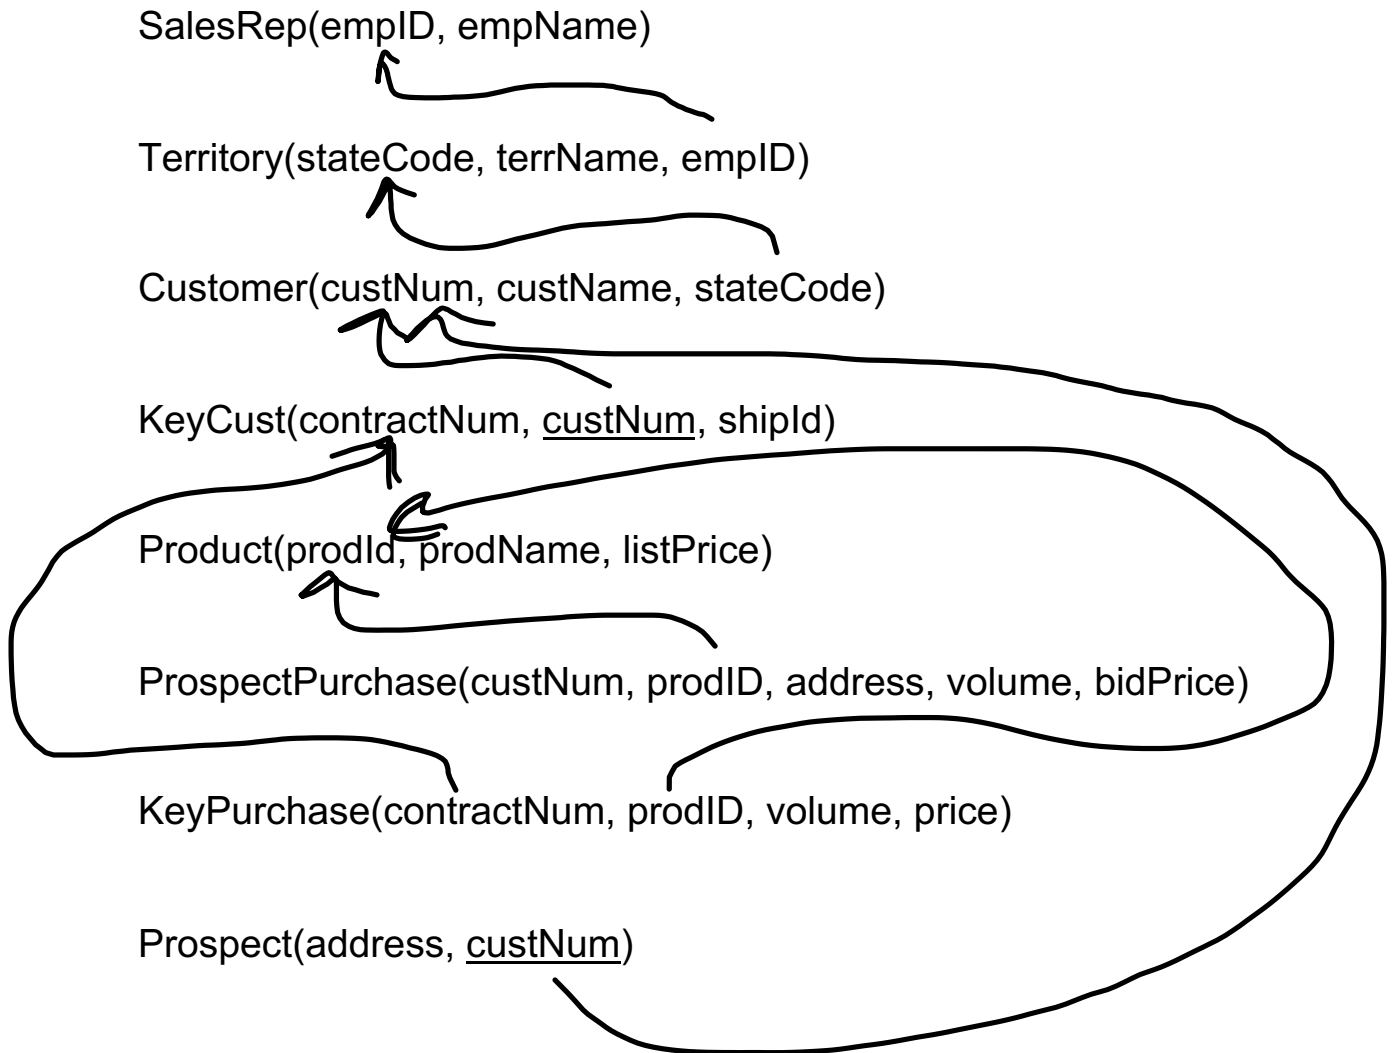 SalesRep(empID, empName)
Territory(stateCode, terrName, empID)
Customer(custNum, custName, stateCode)
KeyCust(contractNum, custNum, shipId)
Product(prodId, prodName, listPrice)
ProspectPurchase(custNum, prodID, address, volume, bidPrice)
KeyPurchase(contractNum, prodID, volume, price)
Prospect(address, custNum)